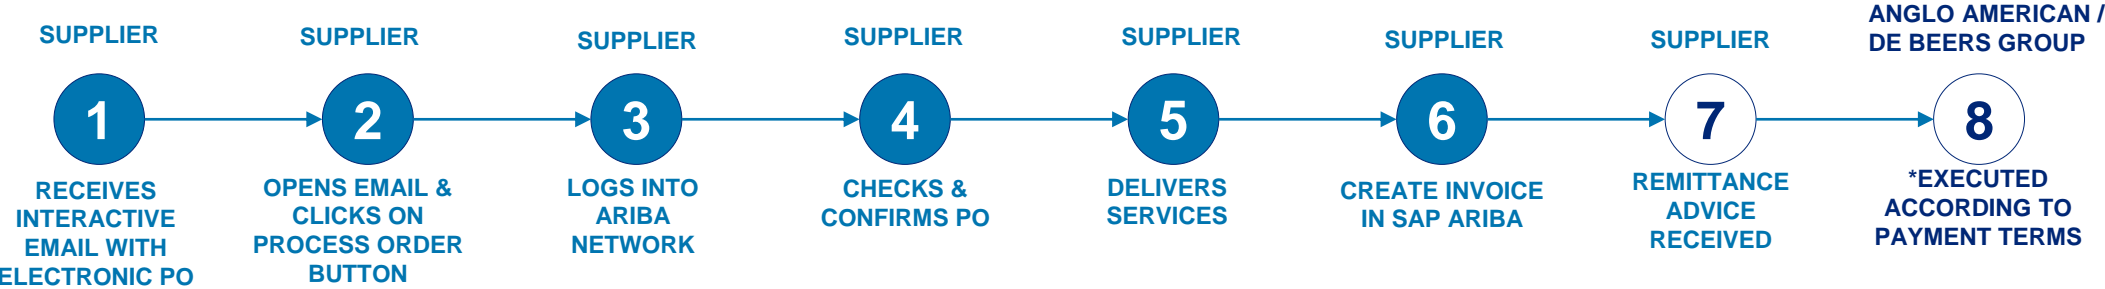 SUPPLIER
1
RECEIVES
INTERACTIVE
EMAIL WITH
ELECTRONIC PO
SUPPLIER
2
OPENS EMAIL &
CLICKS ON
PROCESS ORDER
BUTTON
SUPPLIER
3
LOGS INTO
ARIBA
NETWORK
SUPPLIER
4
CHECKS &
CONFIRMS PO
SUPPLIER
5
DELIVERS
SERVICES
SUPPLIER
6
CREATE INVOICE
IN SAP ARIBA
SUPPLIER
7
REMITTANCE
ADVICE
RECEIVED
ANGLO AMERICAN /
DE BEERS GROUP
8
*EXECUTED
ACCORDING TO
PAYMENT TERMS